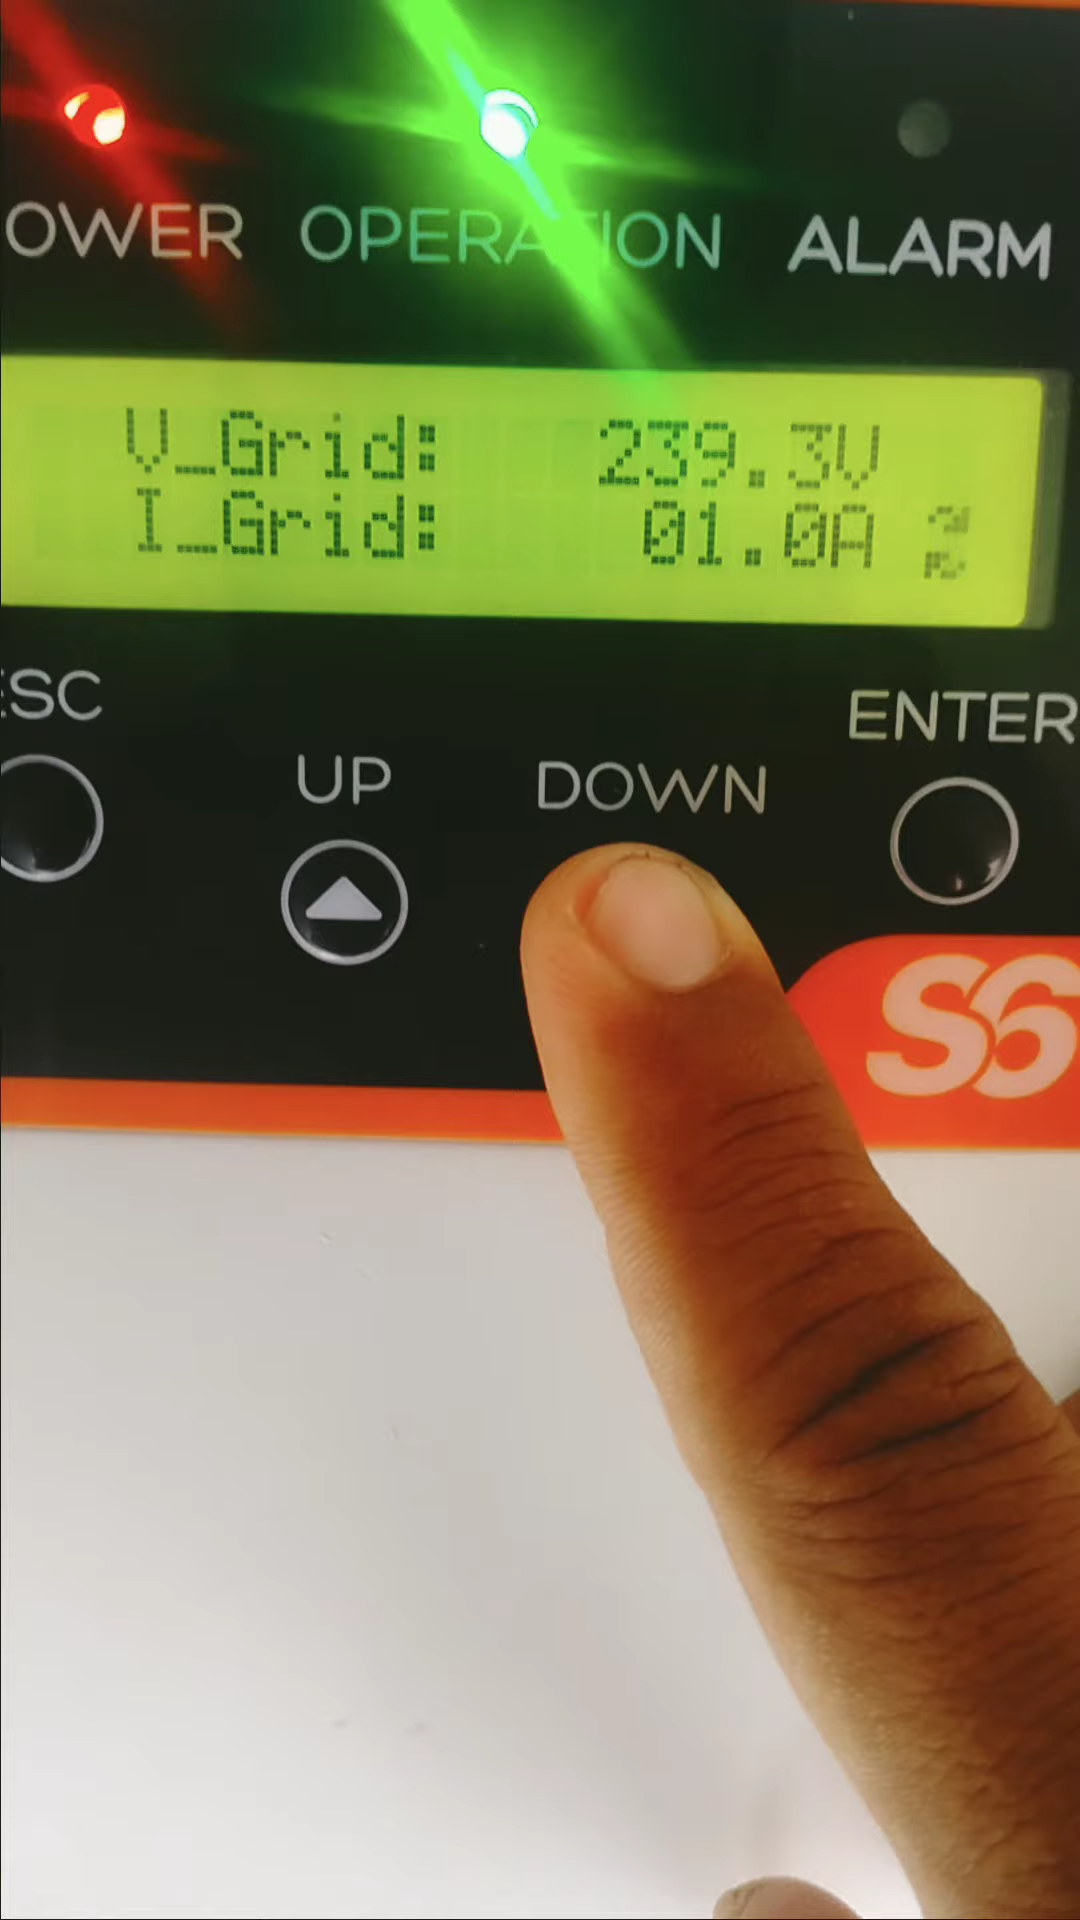 OWER OPERATION ALARM
V_Grid: 239.3V
I_Grid: 01.0A
ESC
UP
DOWN
ENTER
S6